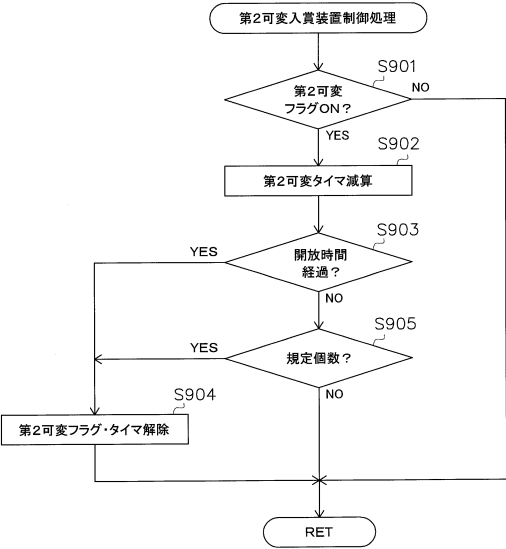 第２可変入賞装置制御処理
S901
第２可変
フラグON？
NO
YES
S902
第２可変タイマ減算
S903
開放時間
経過？
YES
NO
S905
規定個数？
YES
NO
S904
第２可変フラグ・タイマ解除
RET